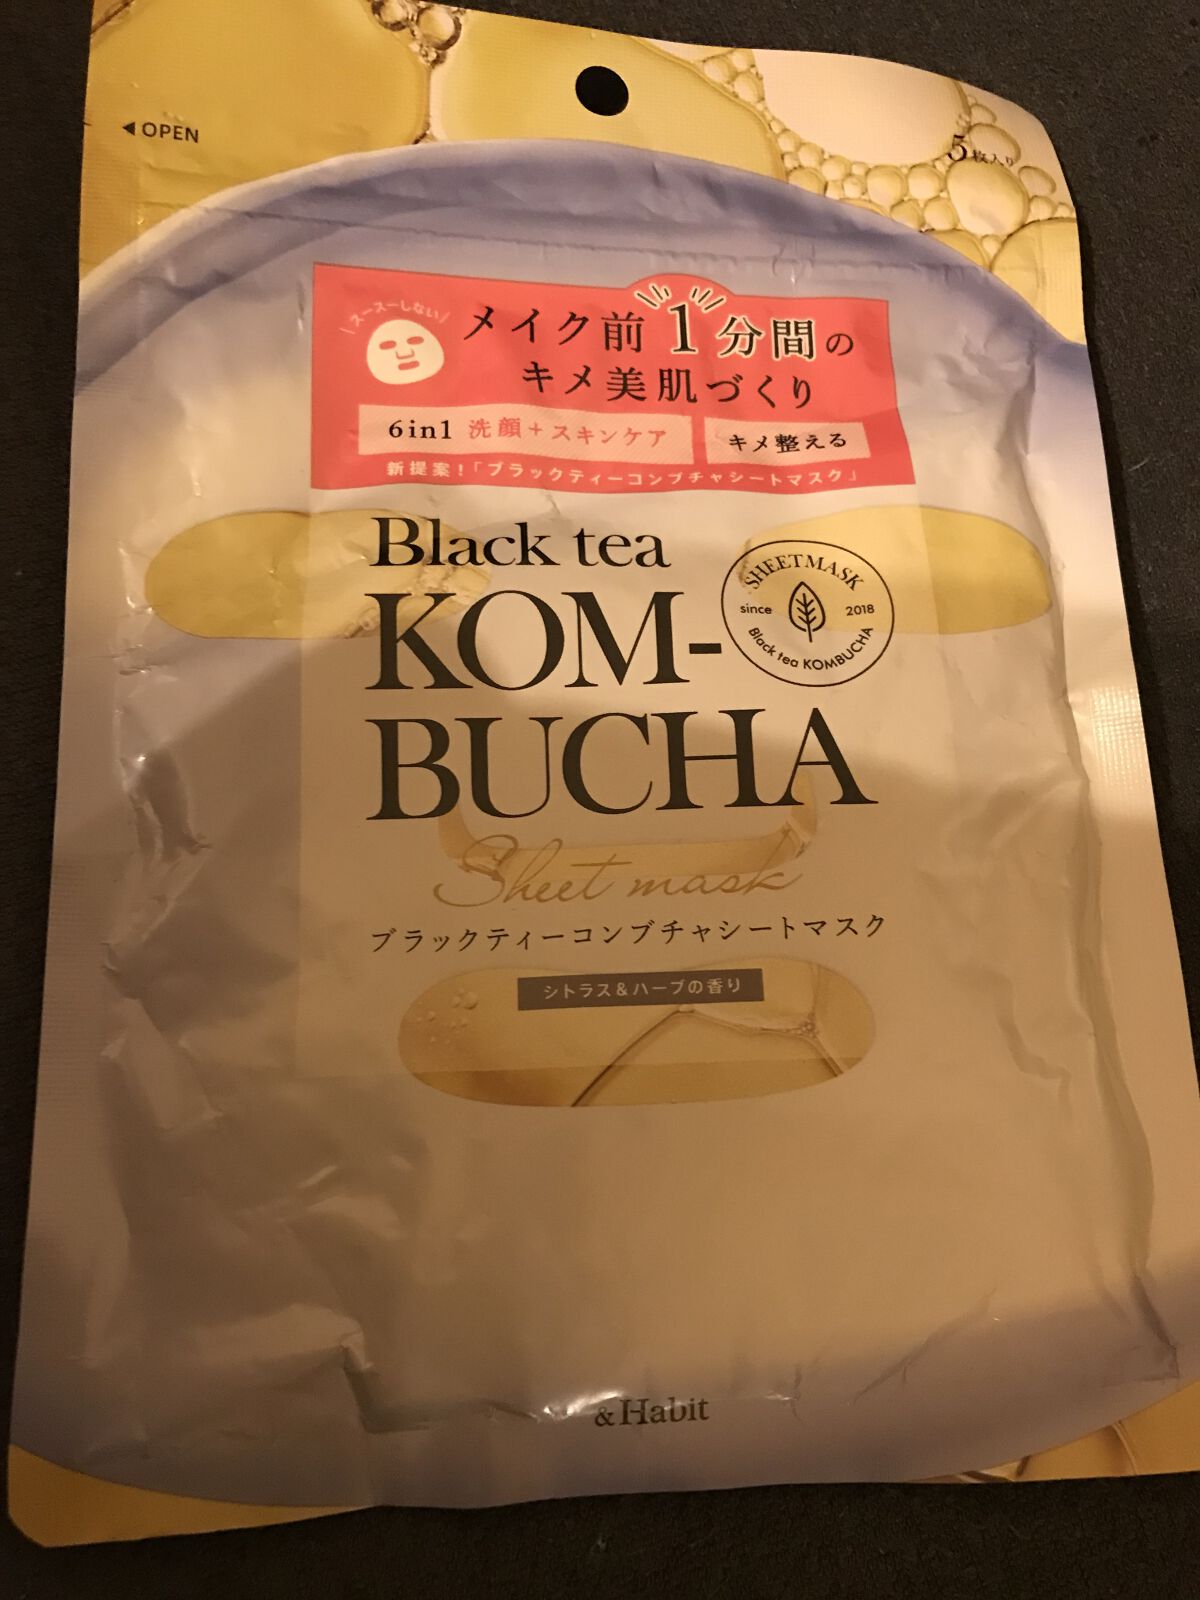 ◀ OPEN
5枚入り
\スースーしない/
メイク前1分間の
キメ美肌づくり
6in1 洗顔+スキンケア
キメ整える
新提案!「ブラックティーコンブチャシートマスク」
Black tea
KOM-
BUCHA
SHEET MASK
since 2018
Black tea KOMBUCHA
Sheet mask
ブラックティーコンブチャシートマスク
シトラス&ハーブの香り
&Habit